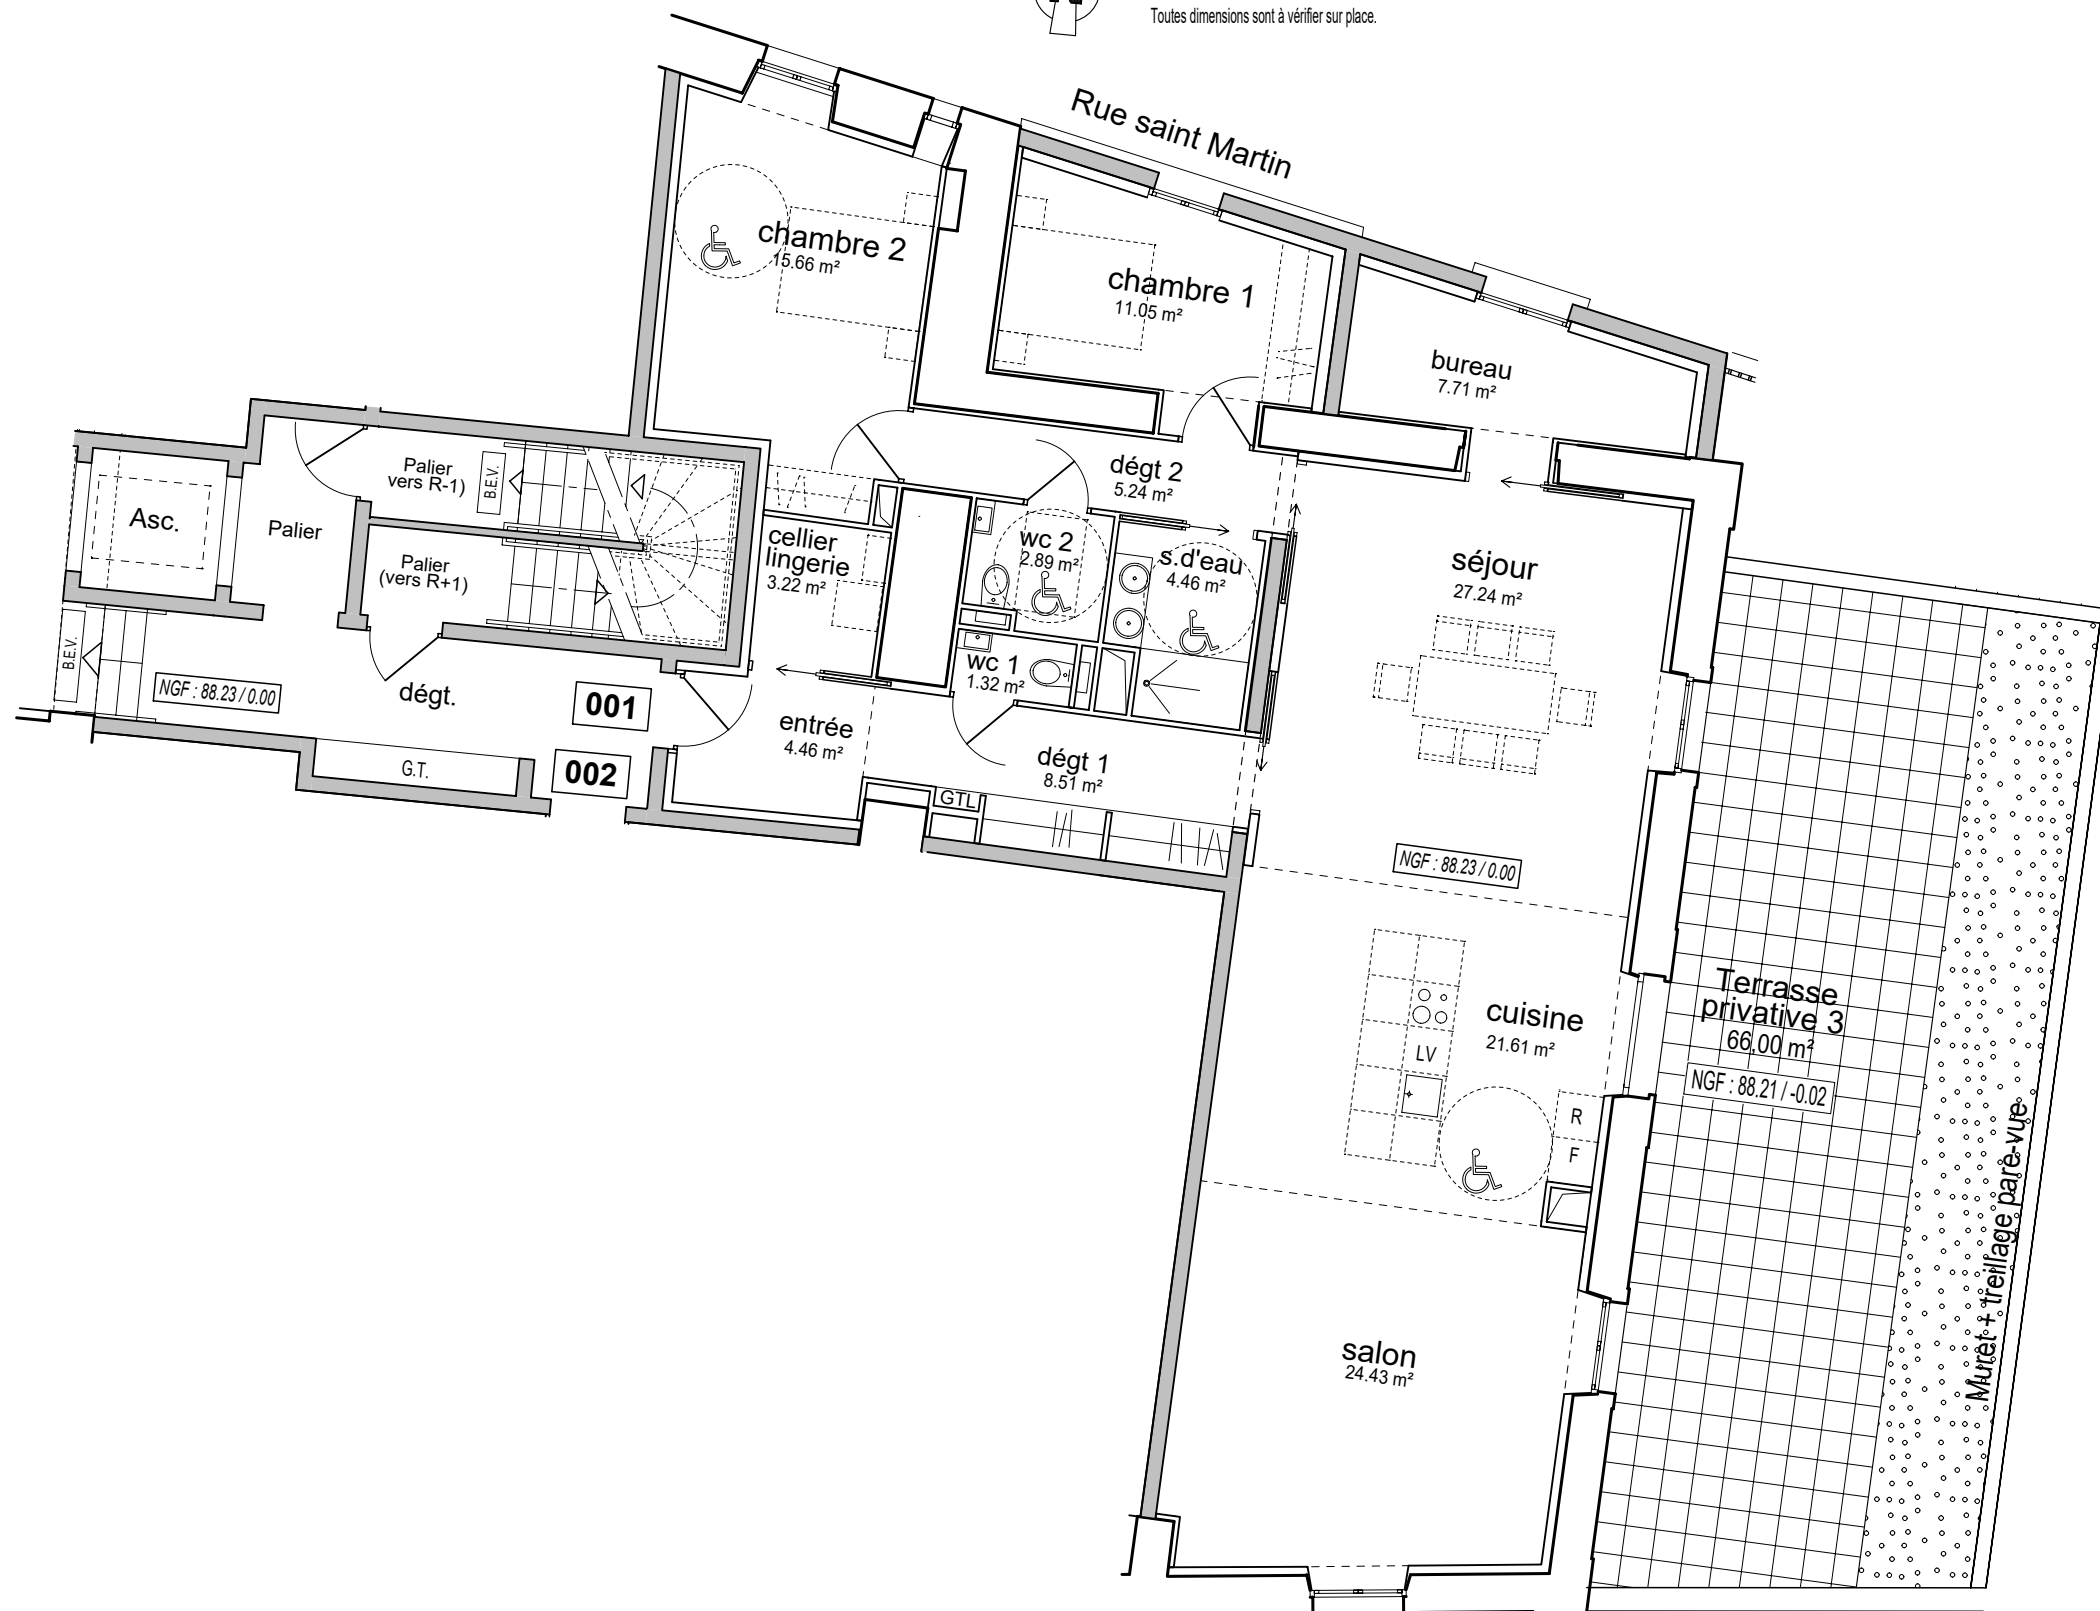 Toutes dimensions sont à vérifier sur place.
Rue saint Martin
chambre 2
15.66 m²
chambre 1
11.05 m²
bureau
7.71 m²
Palier
vers R-1)
B.E.V.
Asc.
Palier
Palier
(vers R+1)
dégt 2
5.24 m²
cellier
lingerie
3.22 m²
wc 2
2.89 m²
s.d'eau
4.46 m²
séjour
27.24 m²
B.E.V.
NGF : 88.23 / 0.00
dégt.
001
002
G.T.
wc 1
1.32 m²
entrée
4.46 m²
dégt 1
8.51 m²
GTL
NGF : 88.23 / 0.00
cuisine
21.61 m²
LV
R
F
Terrasse
privative 3
66,00 m²
NGF : 88.21 / -0.02
Muret + treillage pare-vue
salon
24.43 m²